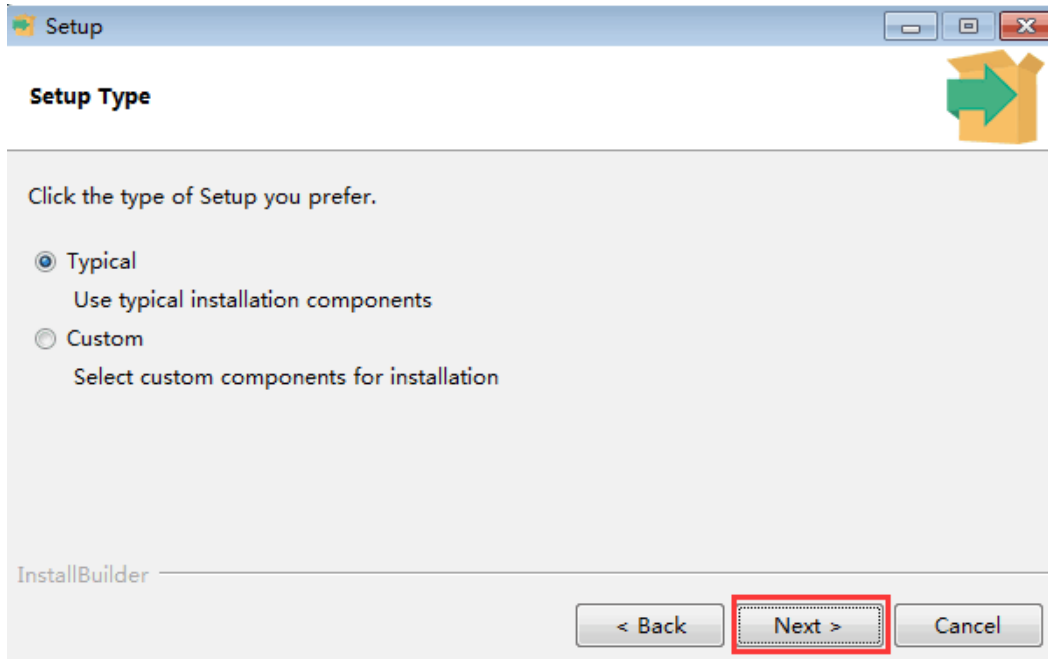 Setup
Setup Type
Click the type of Setup you prefer.
Typical
Use typical installation components
Custom
Select custom components for installation
InstallBuilder
< Back Next > Cancel